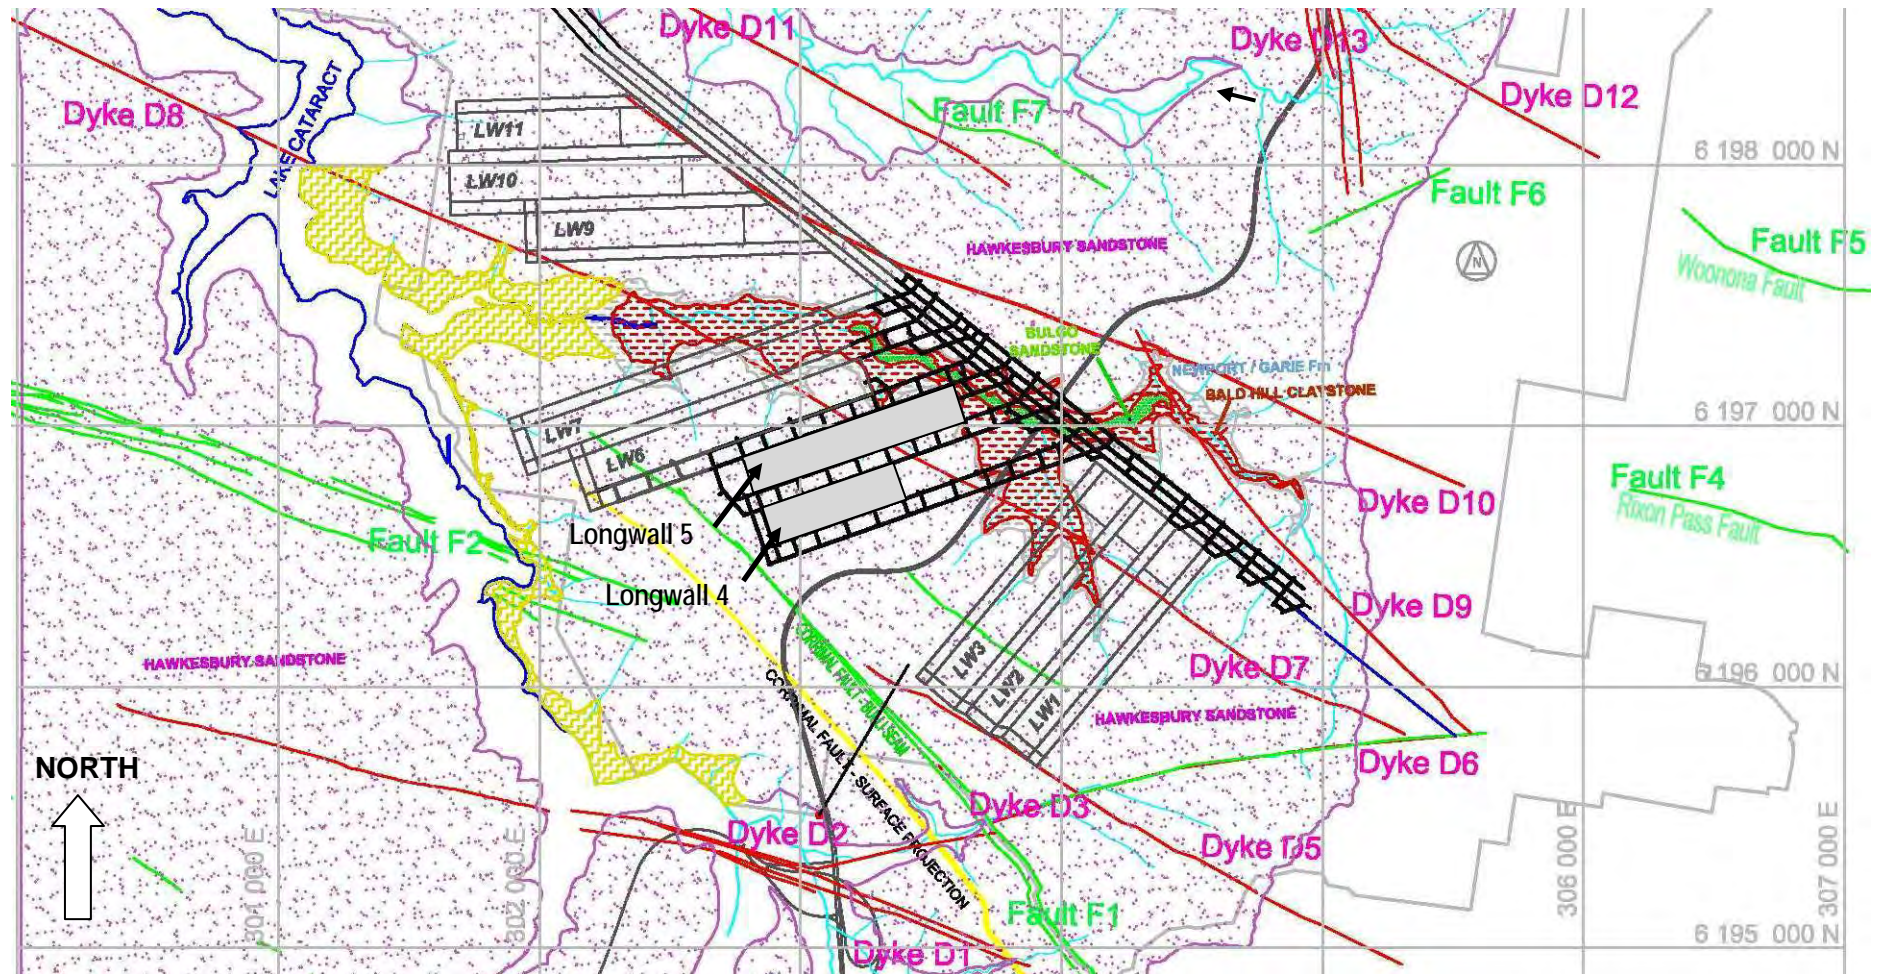 Dyke D11
Dyke D13
Dyke D12
Dyke D8
LAKE CATARACT
Fault F7
LW11
6 198 000 N
LW10
Fault F6
LW9
HAWKESBURY SANDSTONE
N
Fault F5
Woonona Fault
BULGO
SANDSTONE
NEWPORT / GARIE Fm
BALD HILL CLAYSTONE
6 197 000 N
LW7
LW6
Fault F4
Rixon Pass Fault
Dyke D10
Longwall 5
Fault F2
Longwall 4
Dyke D9
HAWKESBURY SANDSTONE
LW3
LW2
LW1
Dyke D7
6 196 000 N
CORRIMAL FAULT - BULLI SEAM
CORRIMAL FAULT - SURFACE PROJECTION
HAWKESBURY SANDSTONE
NORTH
Dyke D6
Dyke D3
Dyke D2
Dyke D5
301 000 E
302 000 E
306 000 E
307 000 E
Fault F1
6 195 000 N
Dyke D1